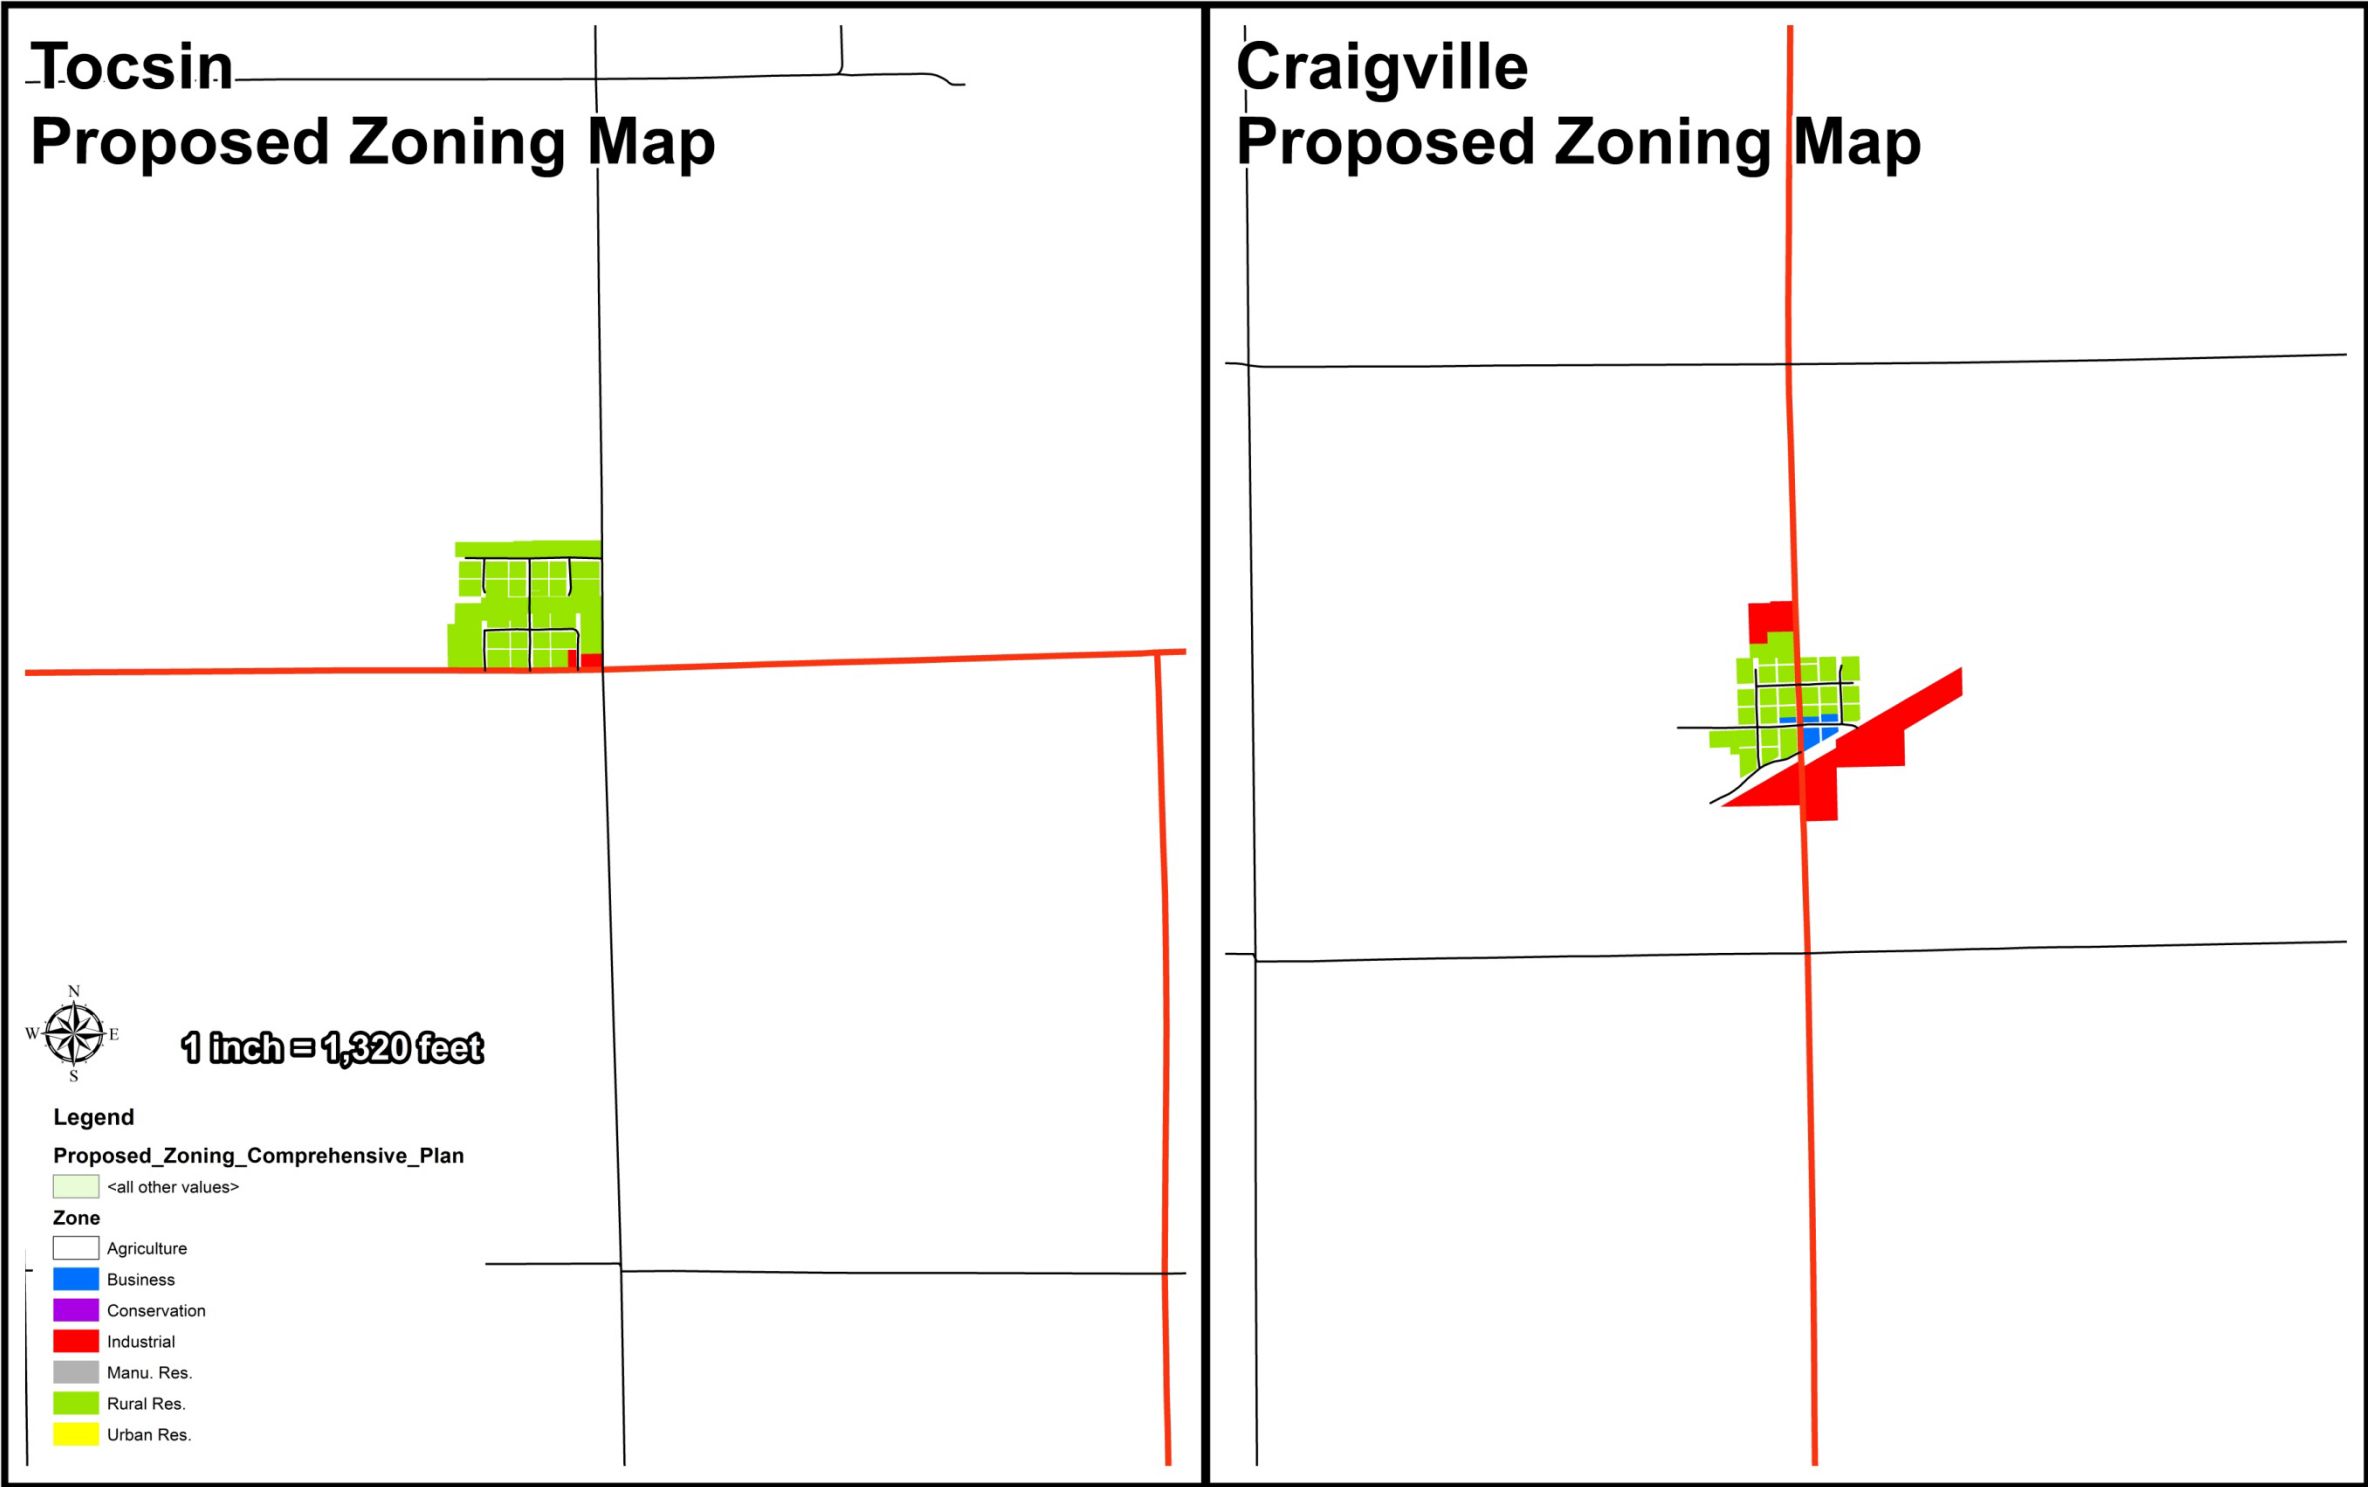 Tocsin
Proposed Zoning Map
Craigville
Proposed Zoning Map
N
W E
S
1 inch = 1,320 feet
Legend
Proposed_Zoning_Comprehensive_Plan
<all other values>
Zone
Agriculture
Business
Conservation
Industrial
Manu. Res.
Rural Res.
Urban Res.